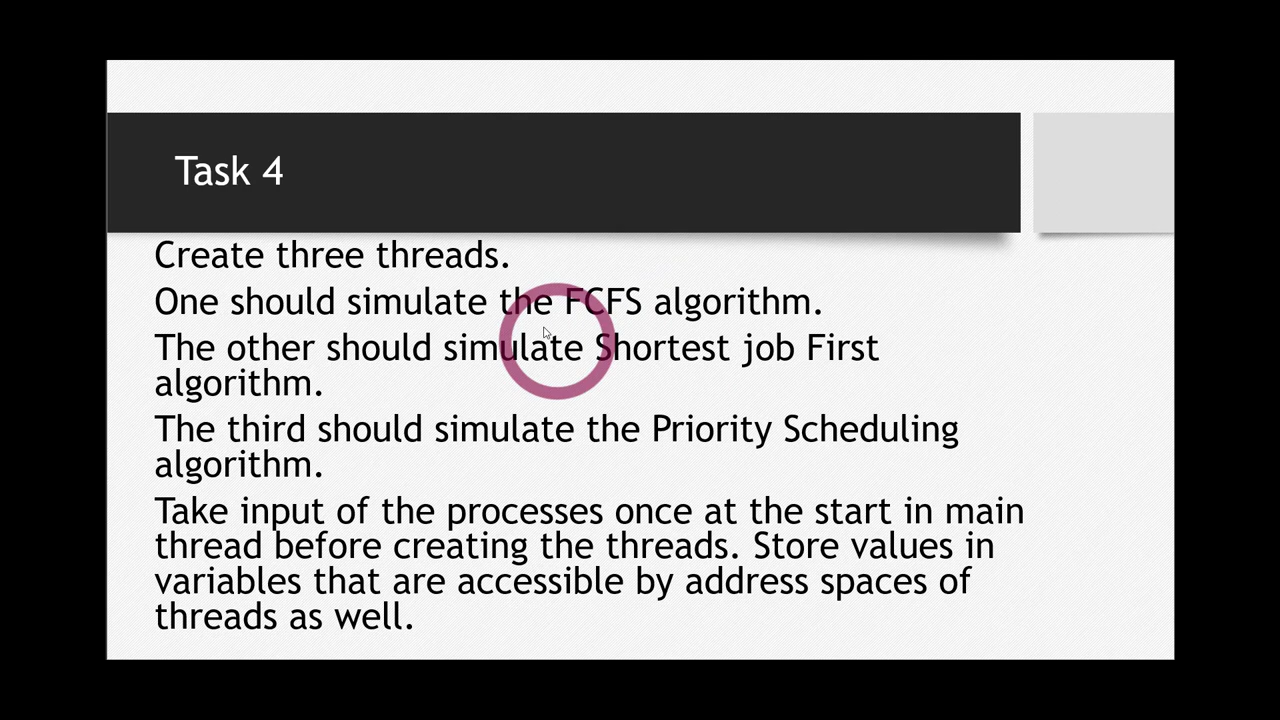 Task 4
Create three threads.
One should simulate the FCFS algorithm.
The other should simulate Shortest job First
algorithm.
The third should simulate the Priority Scheduling
algorithm.
Take input of the processes once at the start in main
thread before creating the threads. Store values in
variables that are accessible by address spaces of
threads as well.